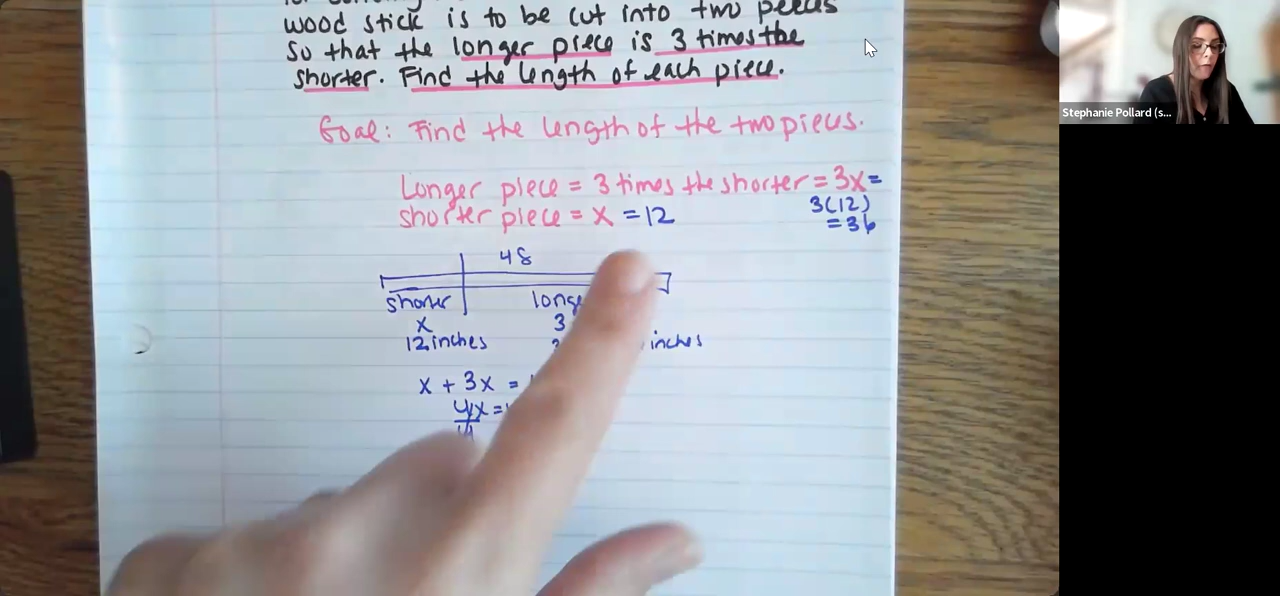 wood stick is to be cut into two pieces
So that the longer piece is 3 times the
shorter. Find the length of each piece.
Goal: Find the length of the two pieces.
Longer piece = 3 times the shorter = 3x =
3(12)
= 36
shorter piece = x = 12
48
shorter
x
12 inches
3
inches
x + 3x =
4x =
4
Stephanie Pollard (s...